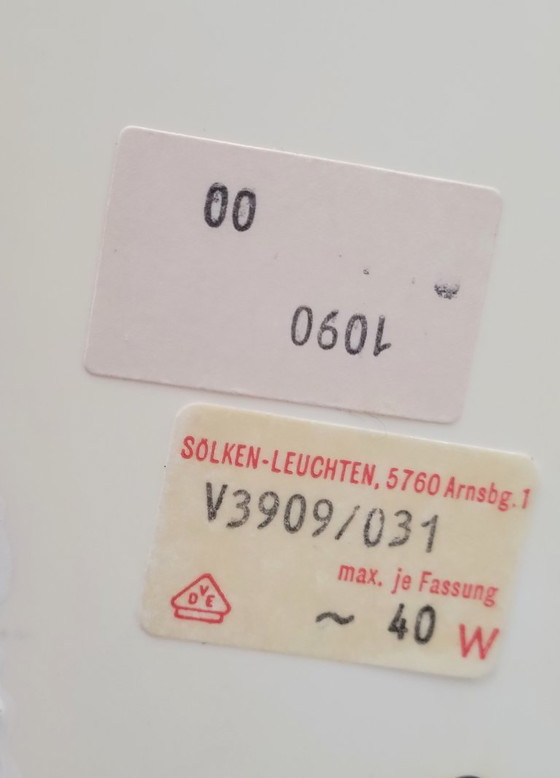 00
1090
SÖLKEN-LEUCHTEN, 5760 Arnsbg.1
V3909/031
max. je Fassung
DVE
~ 40 W